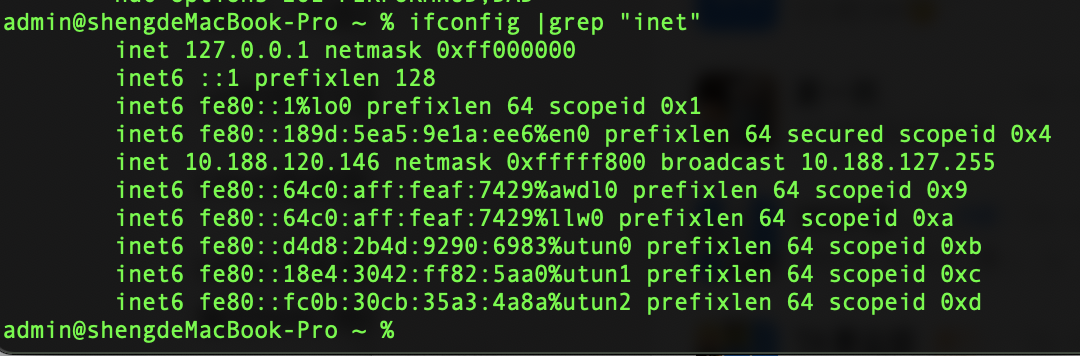 admin@shengdeMacBook-Pro ~ % ifconfig |grep "inet"
inet 127.0.0.1 netmask 0xff000000
inet6 ::1 prefixlen 128
inet6 fe80::1%lo0 prefixlen 64 scopeid 0x1
inet6 fe80::189d:5ea5:9e1a:ee6%en0 prefixlen 64 secured scopeid 0x4
inet 10.188.120.146 netmask 0xfffff800 broadcast 10.188.127.255
inet6 fe80::64c0:aff:feaf:7429%awdl0 prefixlen 64 scopeid 0x9
inet6 fe80::64c0:aff:feaf:7429%llw0 prefixlen 64 scopeid 0xa
inet6 fe80::d4d8:2b4d:9290:6983%utun0 prefixlen 64 scopeid 0xb
inet6 fe80::18e4:3042:ff82:5aa0%utun1 prefixlen 64 scopeid 0xc
inet6 fe80::fc0b:30cb:35a3:4a8a%utun2 prefixlen 64 scopeid 0xd
admin@shengdeMacBook-Pro ~ %